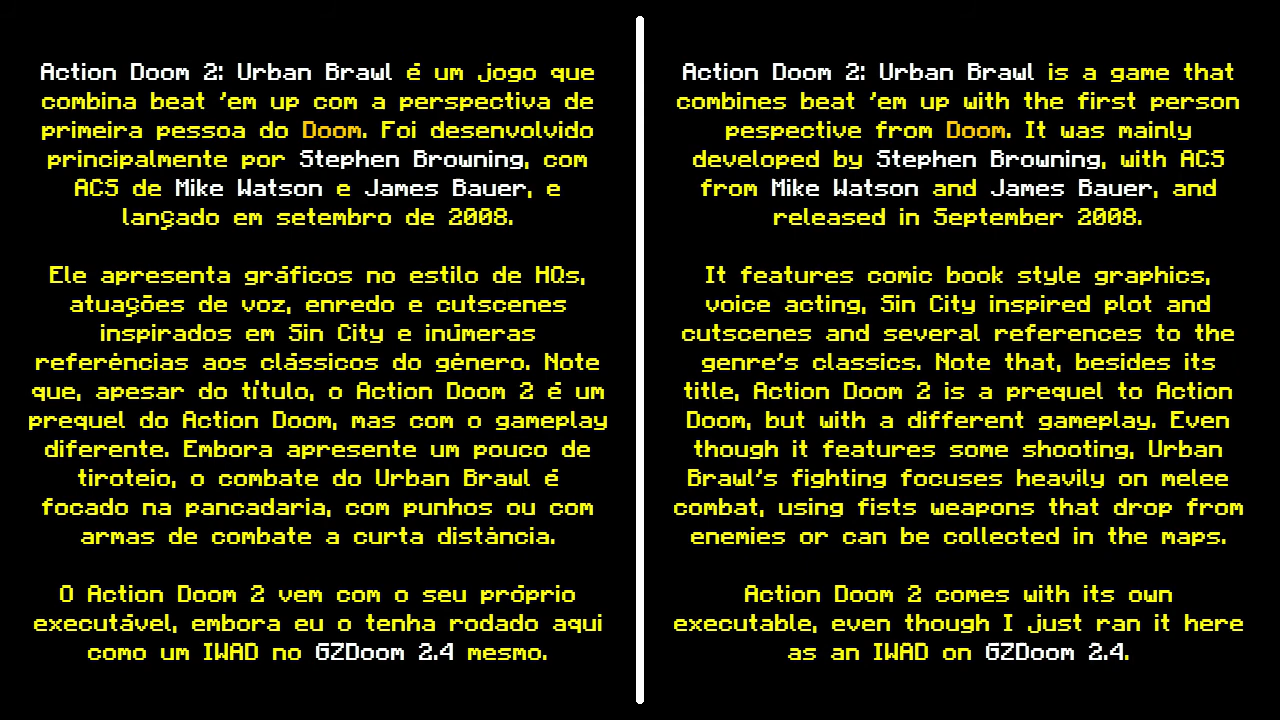 Action Doom 2: Urban Brawl é um jogo que
combina beat 'em up com a perspectiva de
primeira pessoa do Doom. Foi desenvolvido
principalmente por Stephen Browning, com
ACS de Mike Watson e James Bauer, e
lançado em setembro de 2008.
Ele apresenta gráficos no estilo de HQs,
atuações de voz, enredo e cutscenes
inspirados em Sin City e inúmeras
referências aos clássicos do gênero. Note
que, apesar do título, o Action Doom 2 é um
prequel do Action Doom, mas com o gameplay
diferente. Embora apresente um pouco de
tiroteio, o combate do Urban Brawl é
focado na pancadaria, com punhos ou com
armas de combate a curta distância.
O Action Doom 2 vem com o seu próprio
executável, embora eu o tenha rodado aqui
como um IWAD no GZDoom 2.4 mesmo.
Action Doom 2: Urban Brawl is a game that
combines beat 'em up with the first person
pespective from Doom. It was mainly
developed by Stephen Browning, with ACS
from Mike Watson and James Bauer, and
released in September 2008.
It features comic book style graphics,
voice acting, Sin City inspired plot and
cutscenes and several references to the
genre's classics. Note that, besides its
title, Action Doom 2 is a prequel to Action
Doom, but with a different gameplay. Even
though it features some shooting, Urban
Brawl's fighting focuses heavily on melee
combat, using fists weapons that drop from
enemies or can be collected in the maps.
Action Doom 2 comes with its own
executable, even though I just ran it here
as an IWAD on GZDoom 2.4.